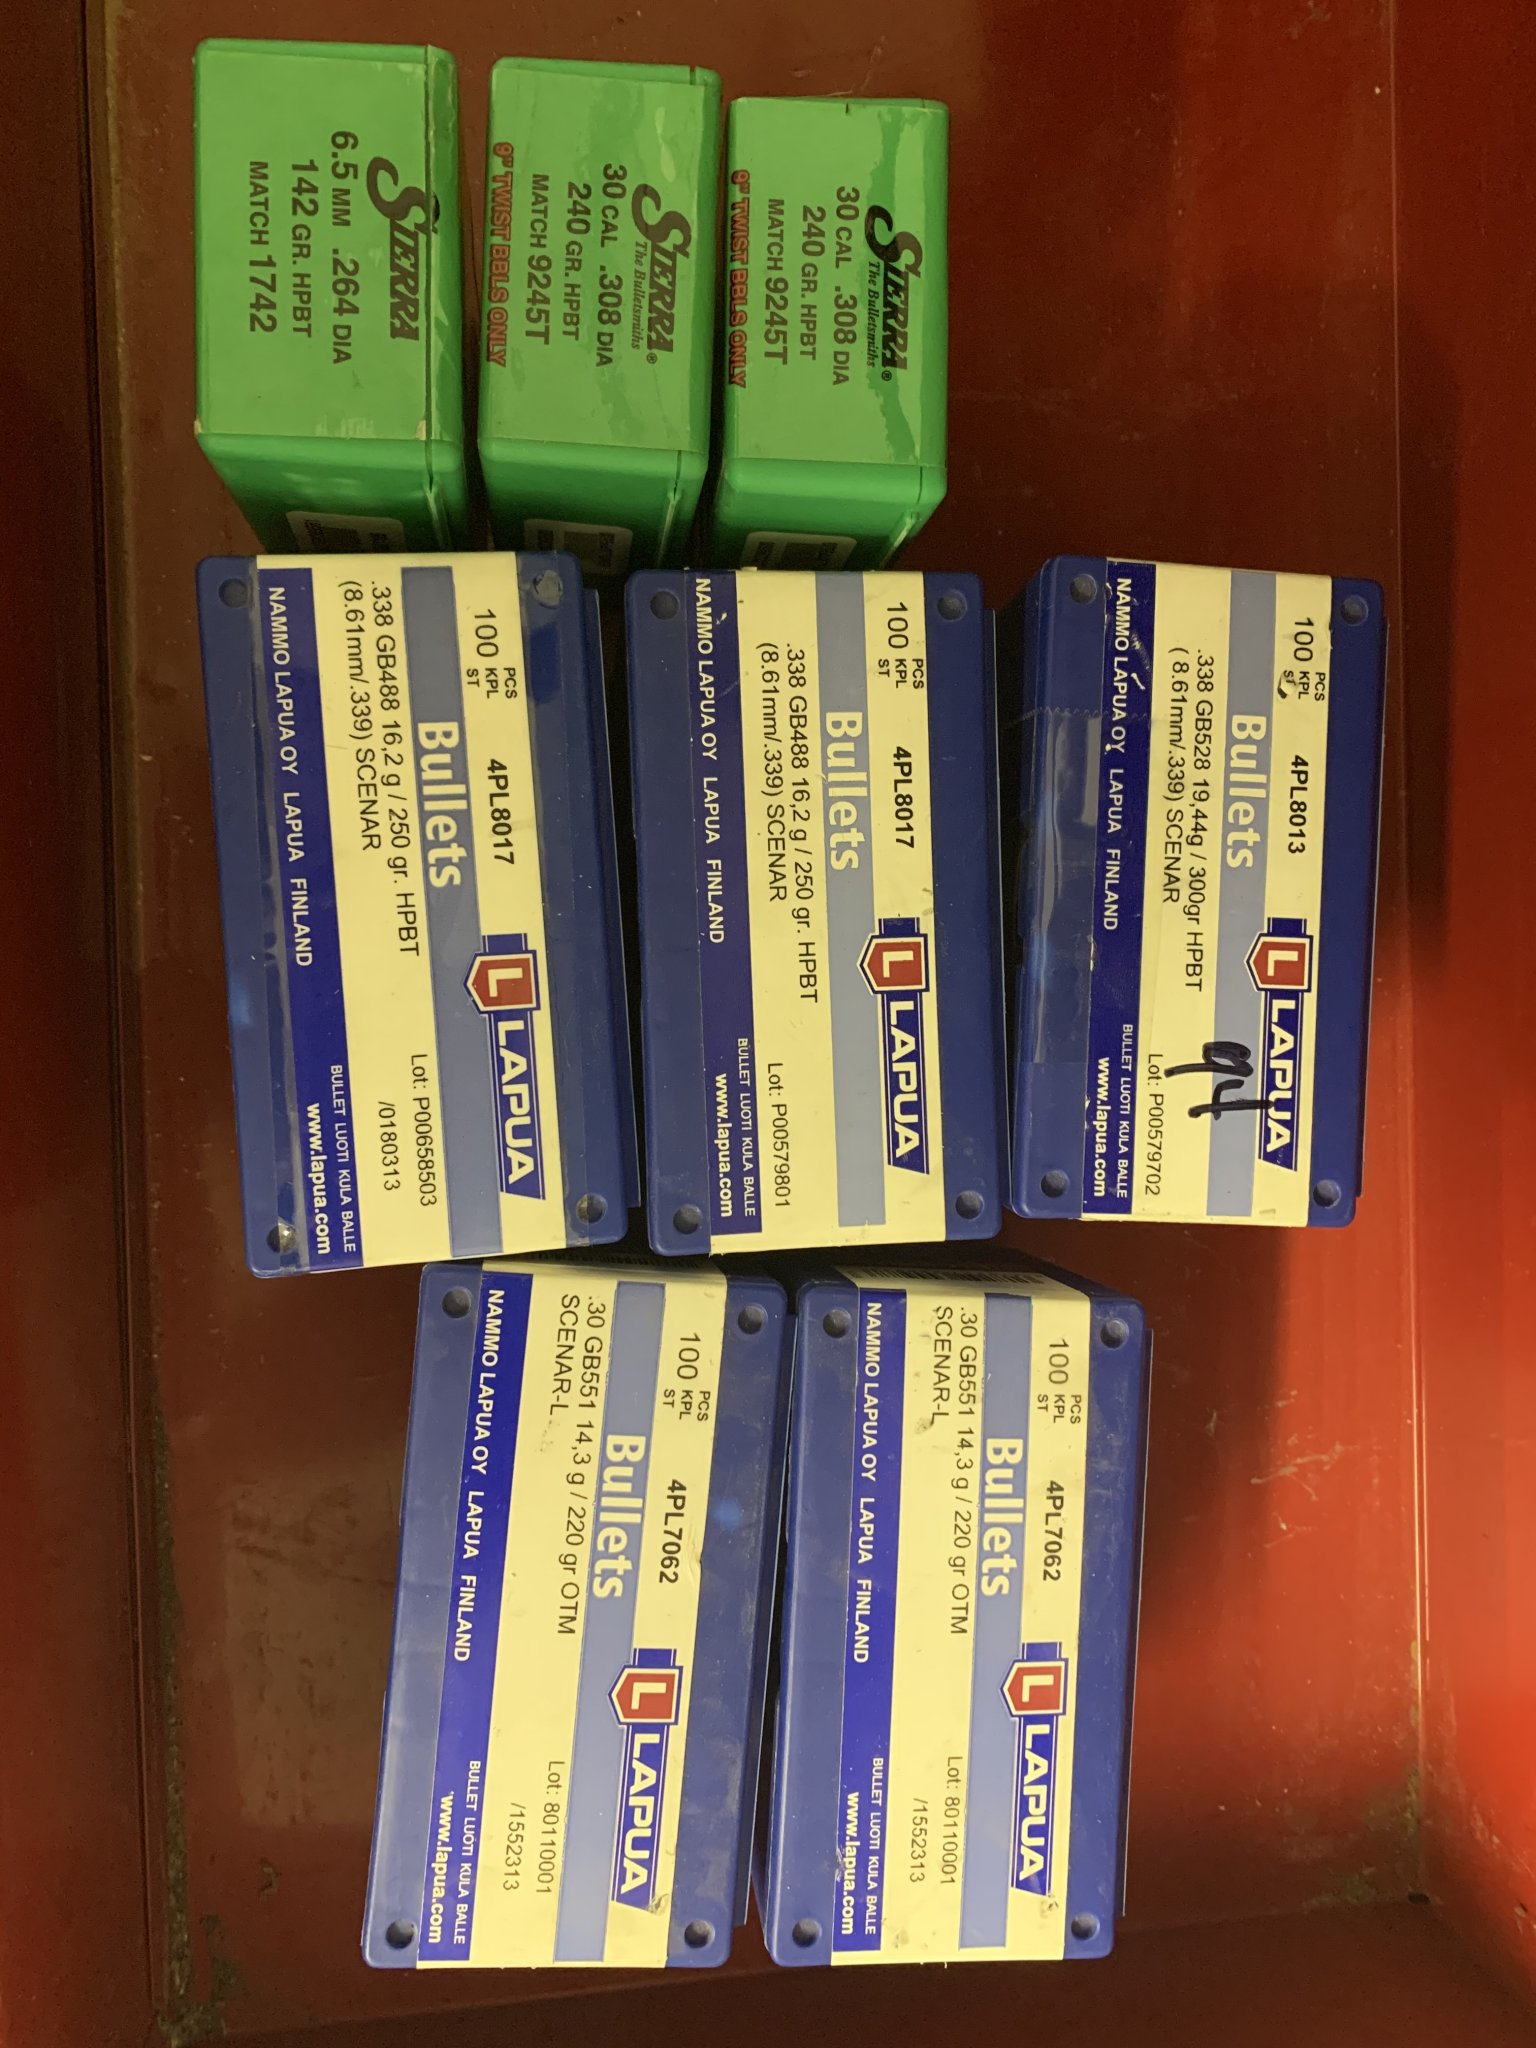 SIERRA
6.5 MM .264 DIA
142 GR. HPBT
MATCH 1742
SIERRA®
The Bulletsmiths
30 CAL .308 DIA
240 GR. HPBT
MATCH 9245T
9" TWIST BBLS ONLY
SIERRA®
The Bulletsmiths
30 CAL .308 DIA
240 GR. HPBT
MATCH 9245T
9" TWIST BBLS ONLY
100 PCS KPL ST 4PL8017 LAPUA
Bullets
.338 GB488 16,2 g / 250 gr. HPBT Lot: P00658503
(8.61mm/.339) SCENAR /0180313
NAMMO LAPUA OY LAPUA FINLAND BULLET LUOTI KULA BALLE
www.lapua.com
100 PCS KPL ST 4PL8017 LAPUA
Bullets
.338 GB488 16,2 g / 250 gr. HPBT Lot: P00579801
(8.61mm/.339) SCENAR
NAMMO LAPUA OY LAPUA FINLAND BULLET LUOTI KULA BALLE
www.lapua.com
100 PCS KPL ST 4PL8013 LAPUA
Bullets 94
.338 GB528 19,44g / 300gr HPBT Lot: P00579702
( 8.61mm/.339) SCENAR
NAMMO LAPUA OY LAPUA FINLAND BULLET LUOTI KULA BALLE
www.lapua.com
100 PCS KPL ST 4PL7062 LAPUA
Bullets
.30 GB551 14,3 g / 220 gr OTM Lot: 80110001
SCENAR-L /1552313
NAMMO LAPUA OY LAPUA FINLAND BULLET LUOTI KULA BALLE
www.lapua.com
100 PCS KPL ST 4PL7062 LAPUA
Bullets
.30 GB551 14,3 g / 220 gr OTM Lot: 80110001
SCENAR-L /1552313
NAMMO LAPUA OY LAPUA FINLAND BULLET LUOTI KULA BALLE
www.lapua.com